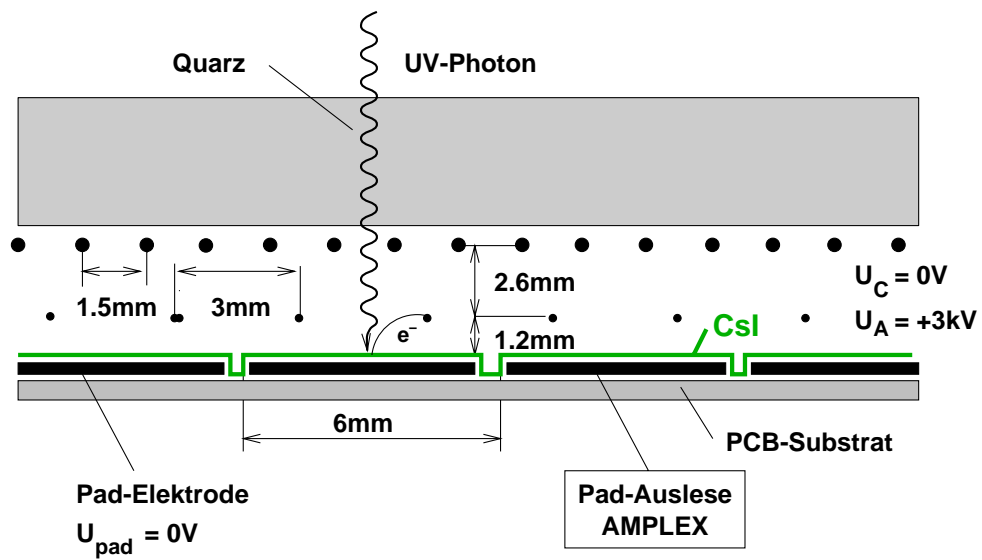 Quarz
UV-Photon
1.5mm
3mm
2.6mm
U_C = 0V
U_A = +3kV
e⁻
1.2mm
CsI
6mm
PCB-Substrat
Pad-Elektrode
U_pad = 0V
Pad-Auslese
AMPLEX